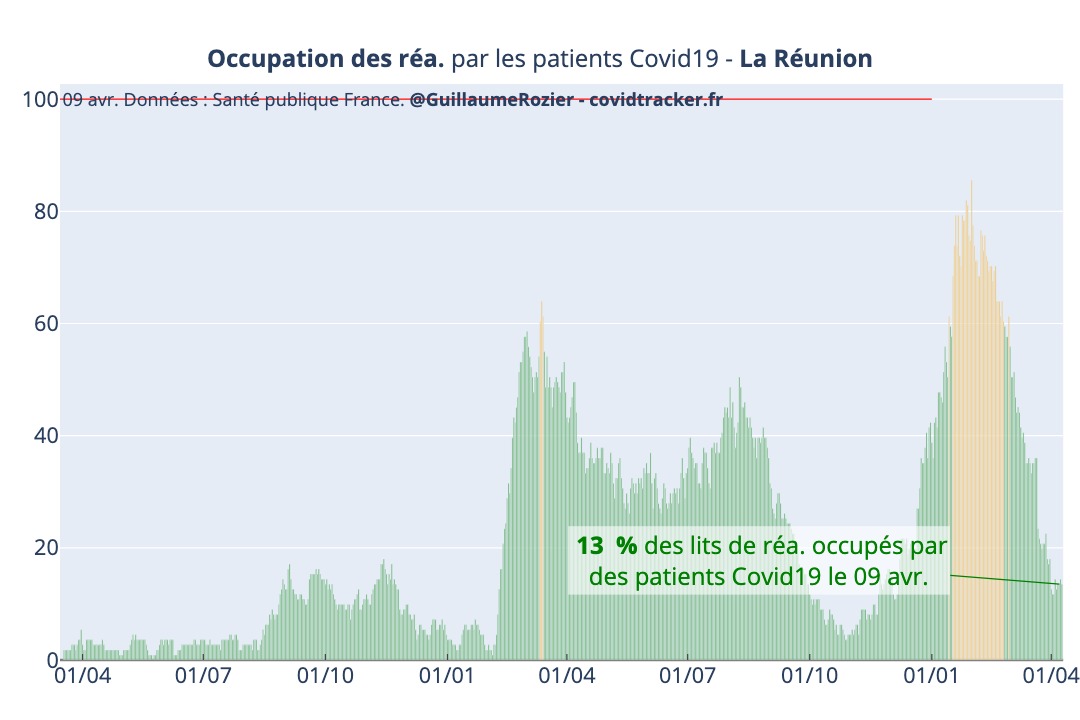 Occupation des réa. par les patients Covid19 - La Réunion
09 avr. Données : Santé publique France. @GuillaumeRozier - covidtracker.fr
100
80
60
40
20
0
13 % des lits de réa. occupés par
des patients Covid19 le 09 avr.
01/04 01/07 01/10 01/01 01/04 01/07 01/10 01/01 01/04